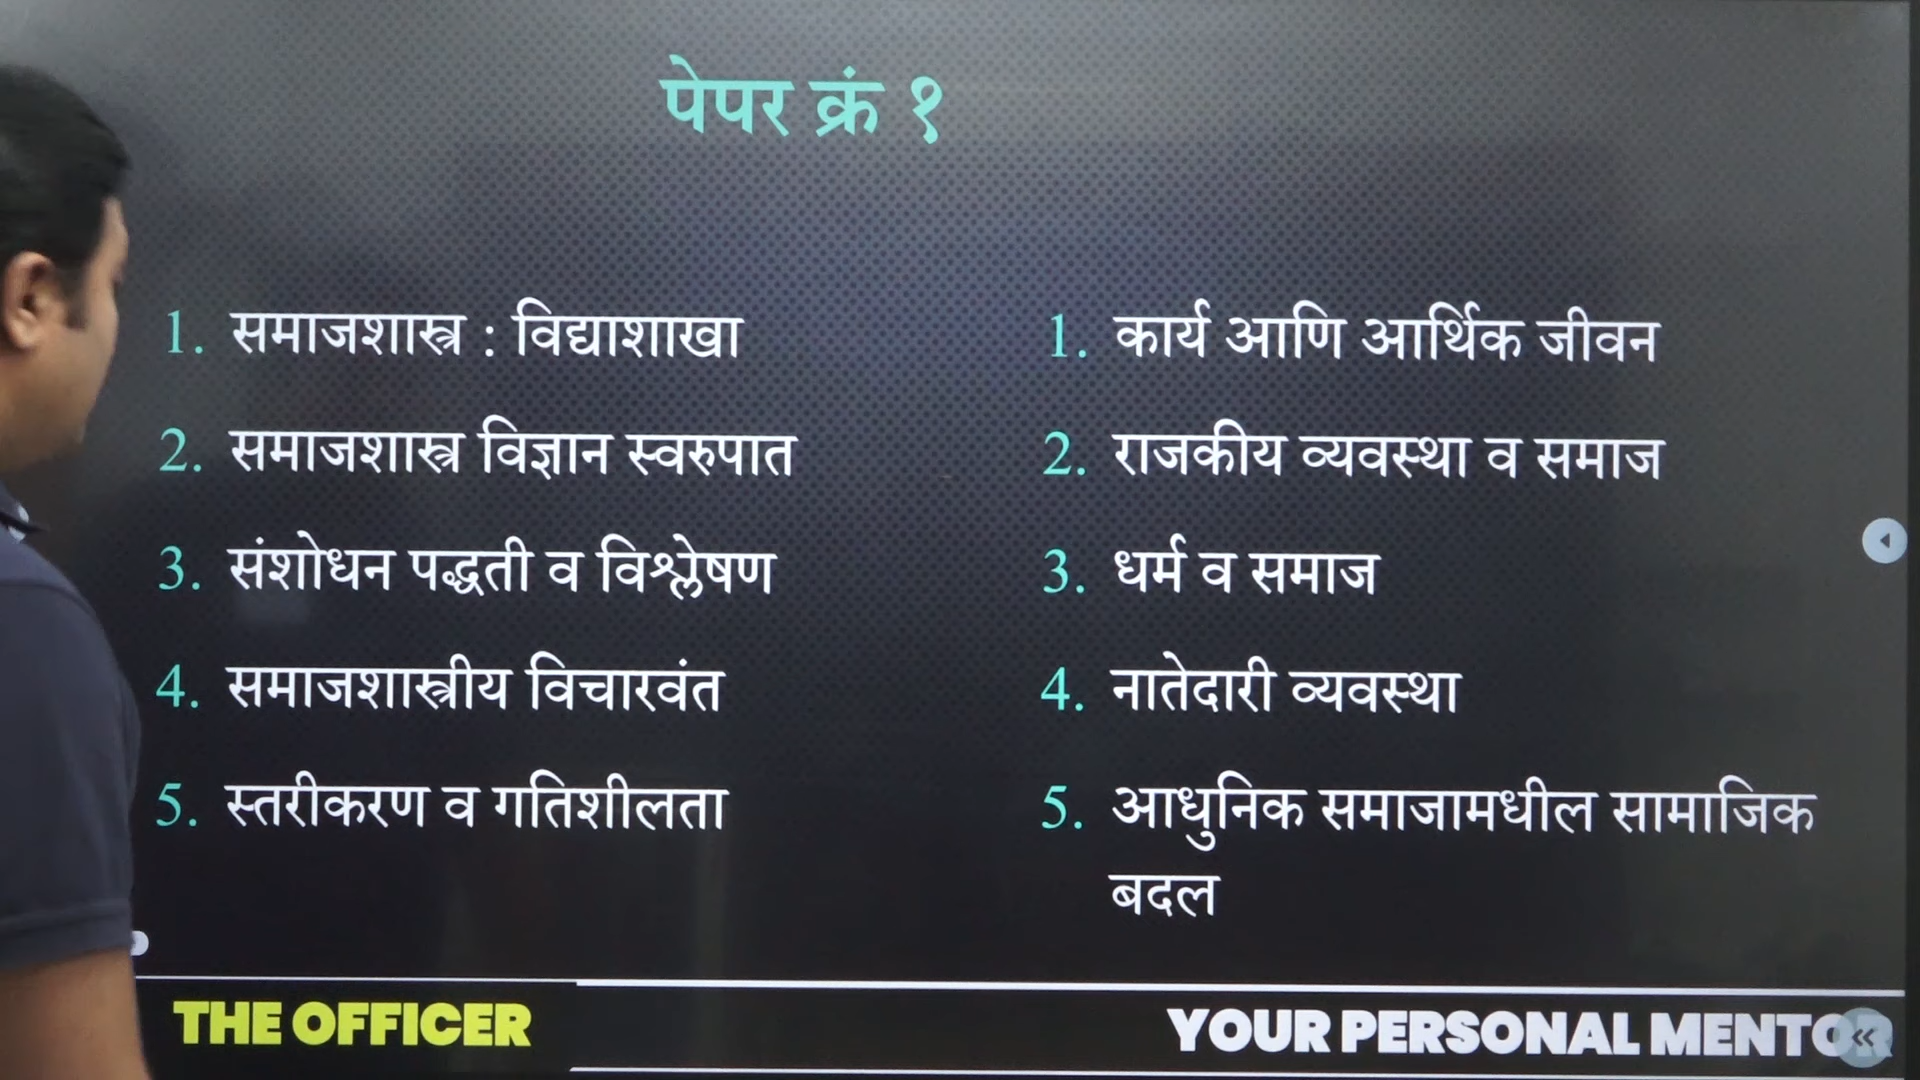 पेपर क्रं १
1. समाजशास्त्र : विद्याशाखा
2. समाजशास्त्र विज्ञान स्वरुपात
3. संशोधन पद्धती व विश्लेषण
4. समाजशास्त्रीय विचारवंत
5. स्तरीकरण व गतिशीलता
1. कार्य आणि आर्थिक जीवन
2. राजकीय व्यवस्था व समाज
3. धर्म व समाज
4. नातेदारी व्यवस्था
5. आधुनिक समाजामधील सामाजिक
बदल
THE OFFICER
YOUR PERSONAL MENTOR